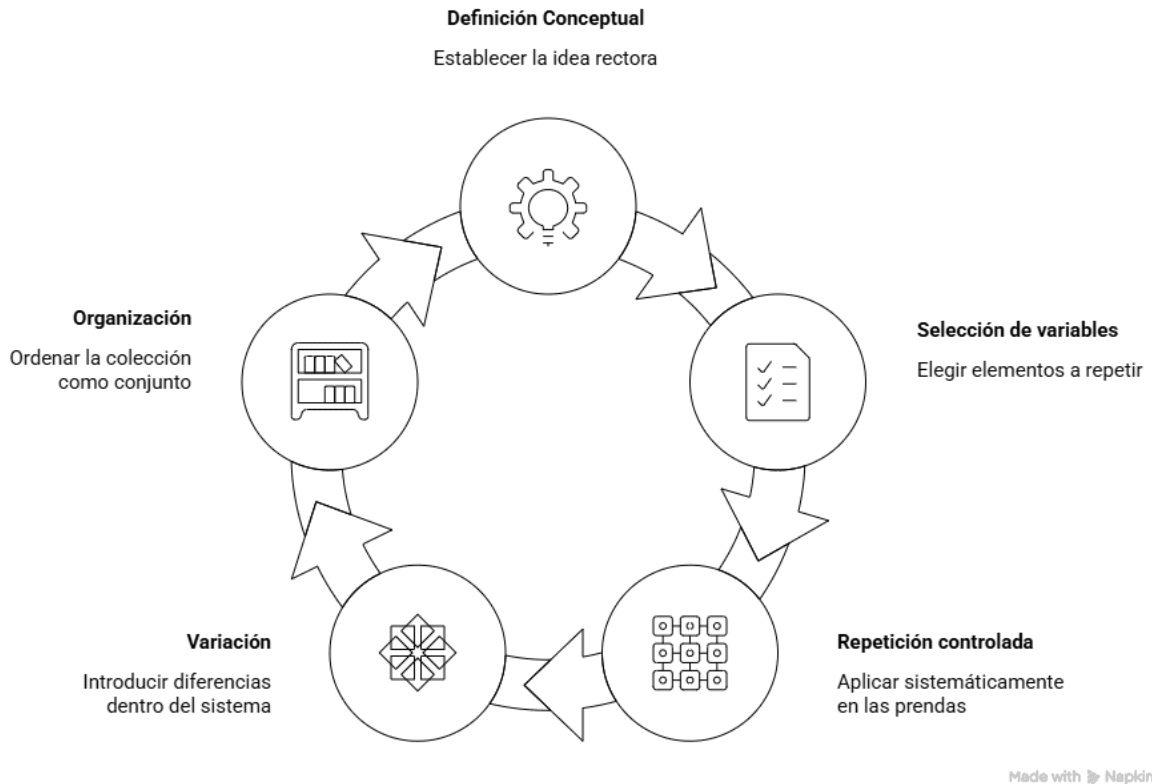 Definición Conceptual
Establecer la idea rectora
Selección de variables
Elegir elementos a repetir
Repetición controlada
Aplicar sistemáticamente
en las prendas
Variación
Introducir diferencias
dentro del sistema
Organización
Ordenar la colección
como conjunto
Made with Napkin